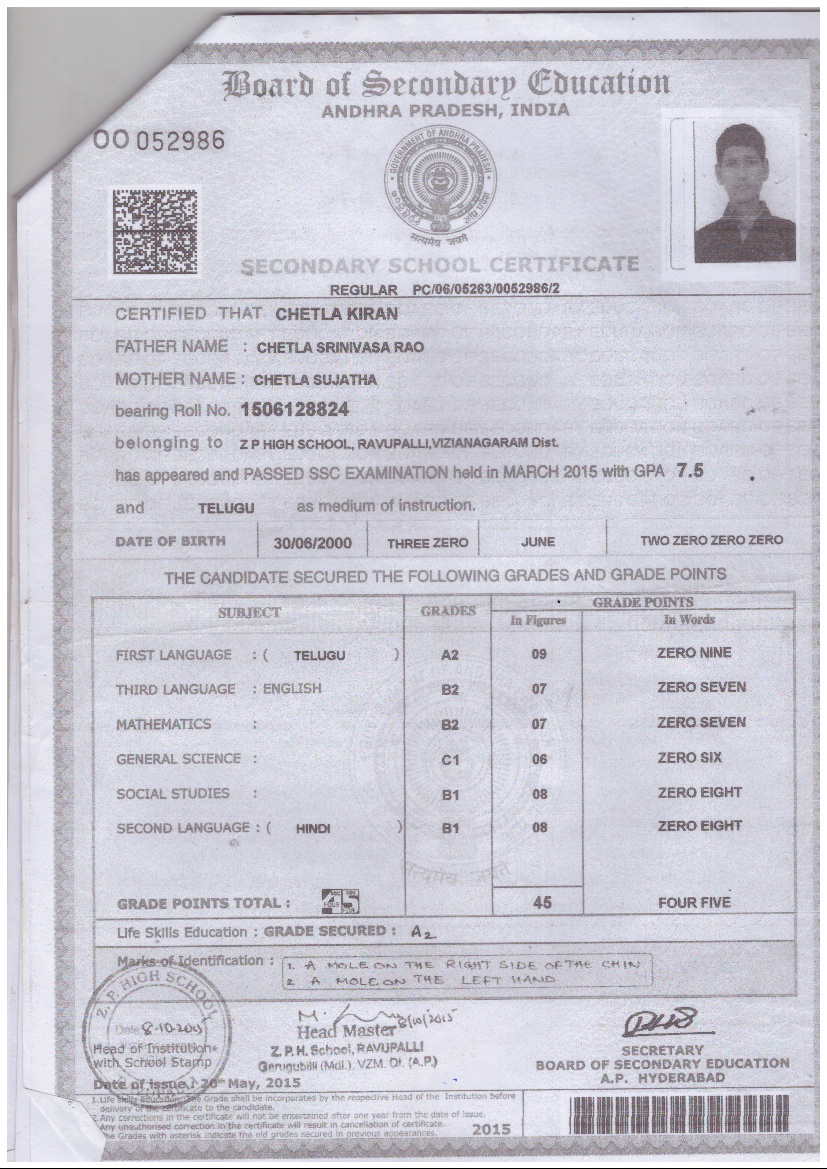 Board of Secondary Education
ANDHRA PRADESH, INDIA
OO 052986
GOVERNMENT OF ANDHRA PRADESH
सत्यमेव जयते
SECONDARY SCHOOL CERTIFICATE
REGULAR PC/06/05263/0052986/2
CERTIFIED THAT CHETLA KIRAN
FATHER NAME : CHETLA SRINIVASA RAO
MOTHER NAME : CHETLA SUJATHA
bearing Roll No. 1506128824
belonging to Z P HIGH SCHOOL, RAVUPALLI,VIZIANAGARAM Dist.
has appeared and PASSED SSC EXAMINATION held in MARCH 2015 with GPA 7.5
and TELUGU as medium of instruction.
DATE OF BIRTH 30/06/2000 THREE ZERO JUNE TWO ZERO ZERO ZERO
THE CANDIDATE SECURED THE FOLLOWING GRADES AND GRADE POINTS
SUBJECT GRADES GRADE POINTS
In Figures In Words
FIRST LANGUAGE : ( TELUGU ) A2 09 ZERO NINE
THIRD LANGUAGE : ENGLISH B2 07 ZERO SEVEN
MATHEMATICS : B2 07 ZERO SEVEN
GENERAL SCIENCE : C1 06 ZERO SIX
SOCIAL STUDIES : B1 08 ZERO EIGHT
SECOND LANGUAGE : ( HINDI ) B1 08 ZERO EIGHT
सत्यमेव जयते
GRADE POINTS TOTAL : 45 45 FOUR FIVE
Life Skills Education : GRADE SECURED : A2
Marks of Identification : 1. A MOLE ON THE RIGHT SIDE OF THE CHIN
2 A MOLE ON THE LEFT HAND
Z.P. HIGH SCHOOL
Date 8-10-2015
Head of Institution
with School Stamp
8/10/2015
Head Master
Z.P.H. School, RAVUPALLI
Gerugubilli (Mdl.), VZM. Dt. (A.P.)
SECRETARY
BOARD OF SECONDARY EDUCATION
A.P. HYDERABAD
Date of issue : 20th May, 2015
1. Life Skills Education: The Grade shall be incorporated by the respective Head of the Institution before
delivery of the certificate to the candidate.
2. Any corrections in the certificate will not be entertained after one year from the date of issue.
Any unauthorised correction in the certificate will result in cancellation of certificate.
The Grades with asterisk indicate the old grades secured in previous appearances.
2015